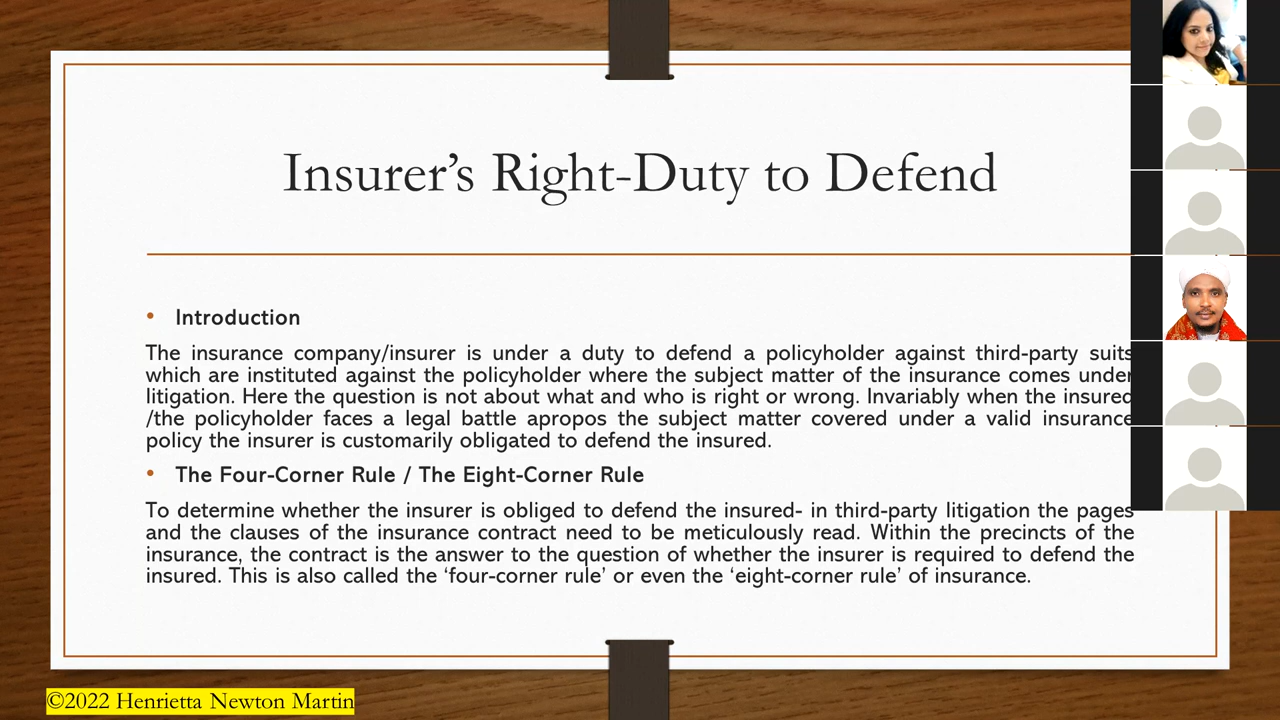 Insurer’s Right-Duty to Defend
• Introduction
The insurance company/insurer is under a duty to defend a policyholder against third-party suits
which are instituted against the policyholder where the subject matter of the insurance comes under
litigation. Here the question is not about what and who is right or wrong. Invariably when the insured
/the policyholder faces a legal battle apropos the subject matter covered under a valid insurance
policy the insurer is customarily obligated to defend the insured.
• The Four-Corner Rule / The Eight-Corner Rule
To determine whether the insurer is obliged to defend the insured- in third-party litigation the pages
and the clauses of the insurance contract need to be meticulously read. Within the precincts of the
insurance, the contract is the answer to the question of whether the insurer is required to defend the
insured. This is also called the ‘four-corner rule’ or even the ‘eight-corner rule’ of insurance.
©2022 Henrietta Newton Martin